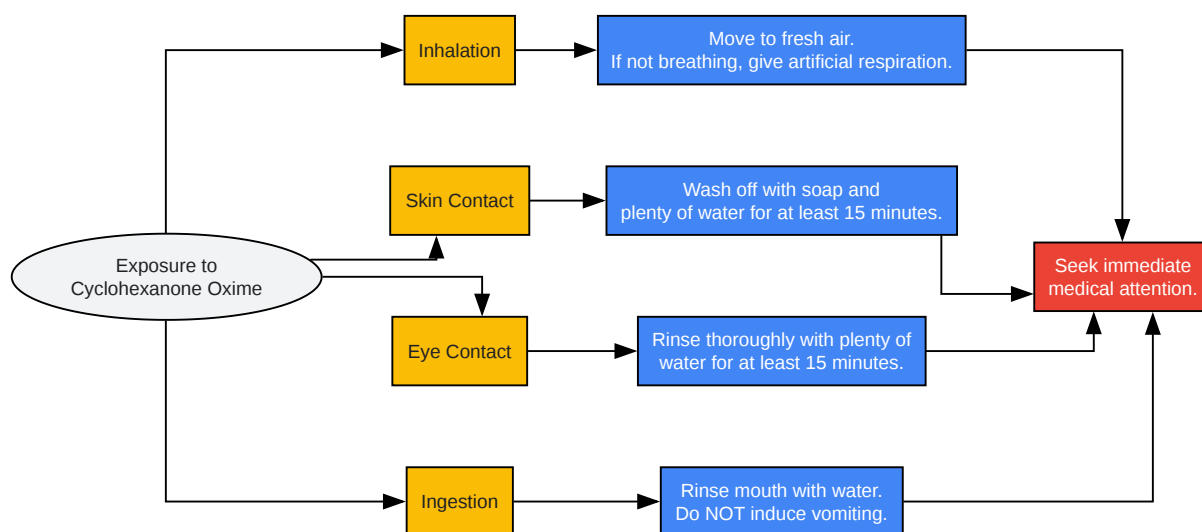 Inhalation
Move to fresh air.
If not breathing, give artificial respiration.
Skin Contact
Wash off with soap and
plenty of water for at least 15 minutes.
Exposure to
Cyclohexanone Oxime
Seek immediate
medical attention.
Eye Contact
Rinse thoroughly with plenty of
water for at least 15 minutes.
Ingestion
Rinse mouth with water.
Do NOT induce vomiting.